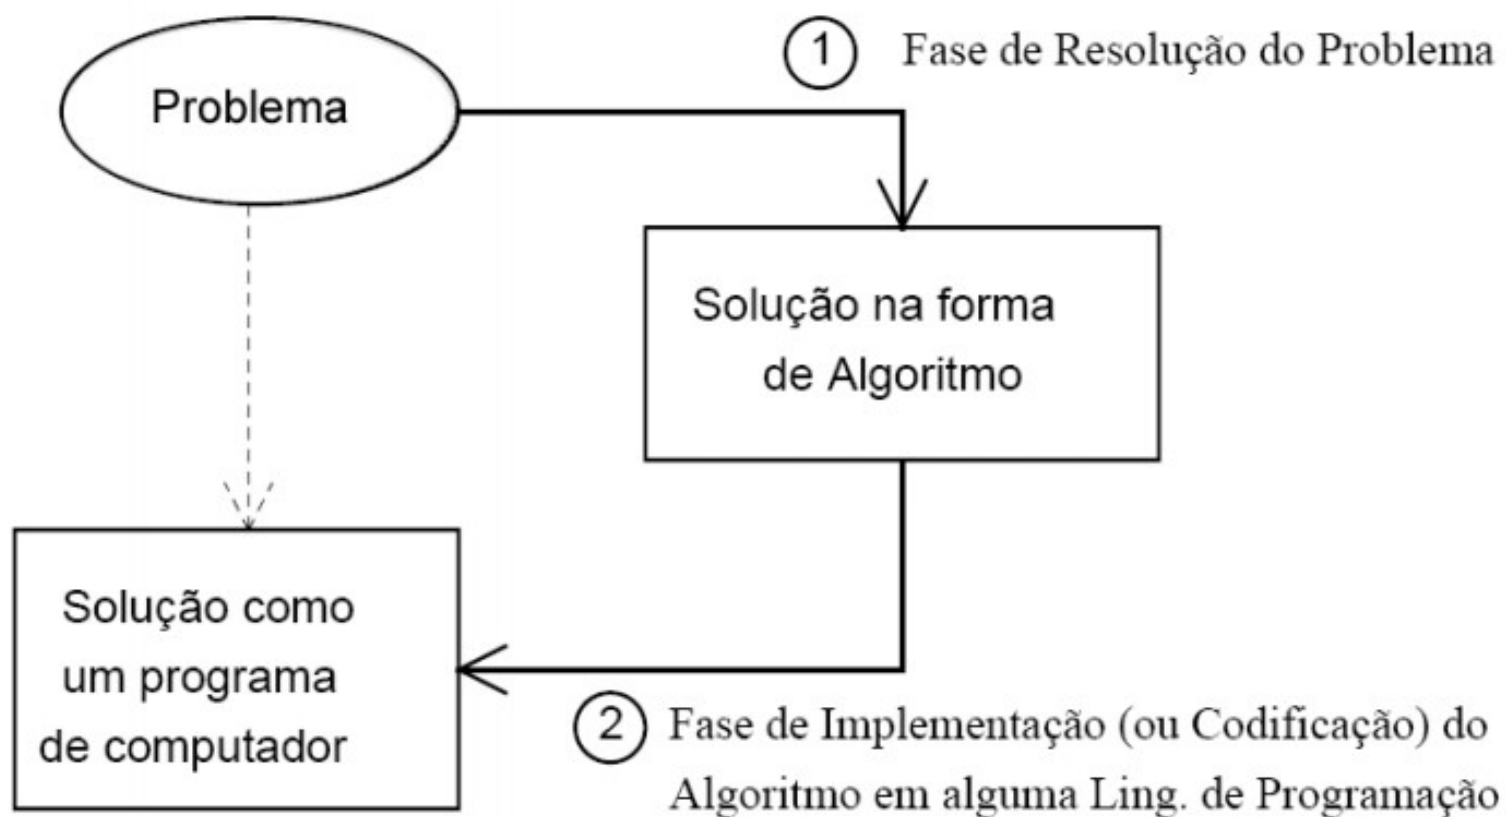 Problema
1 Fase de Resolução do Problema
Solução na forma
de Algoritmo
Solução como
um programa
de computador
2 Fase de Implementação (ou Codificação) do
Algoritmo em alguma Ling. de Programação